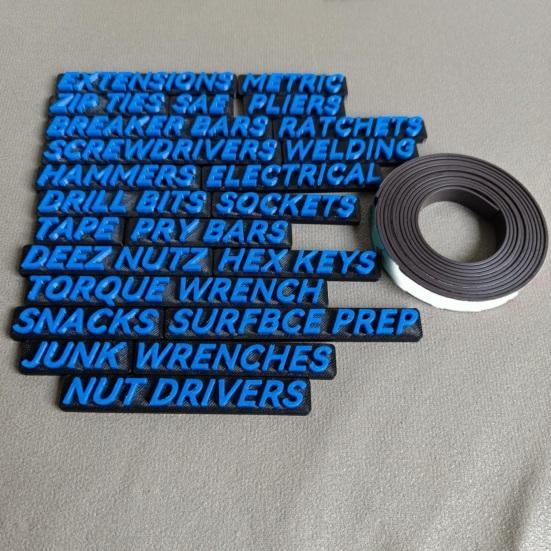 EXTENSIONS METRIC
ZIP TIES SAE PLIERS
BREAKER BARS RATCHETS
SCREWDRIVERS WELDING
HAMMERS ELECTRICAL
DRILL BITS SOCKETS
TAPE PRY BARS
DEEZ NUTZ HEX KEYS
TORQUE WRENCH
SNACKS SURFBCE PREP
JUNK WRENCHES
NUT DRIVERS